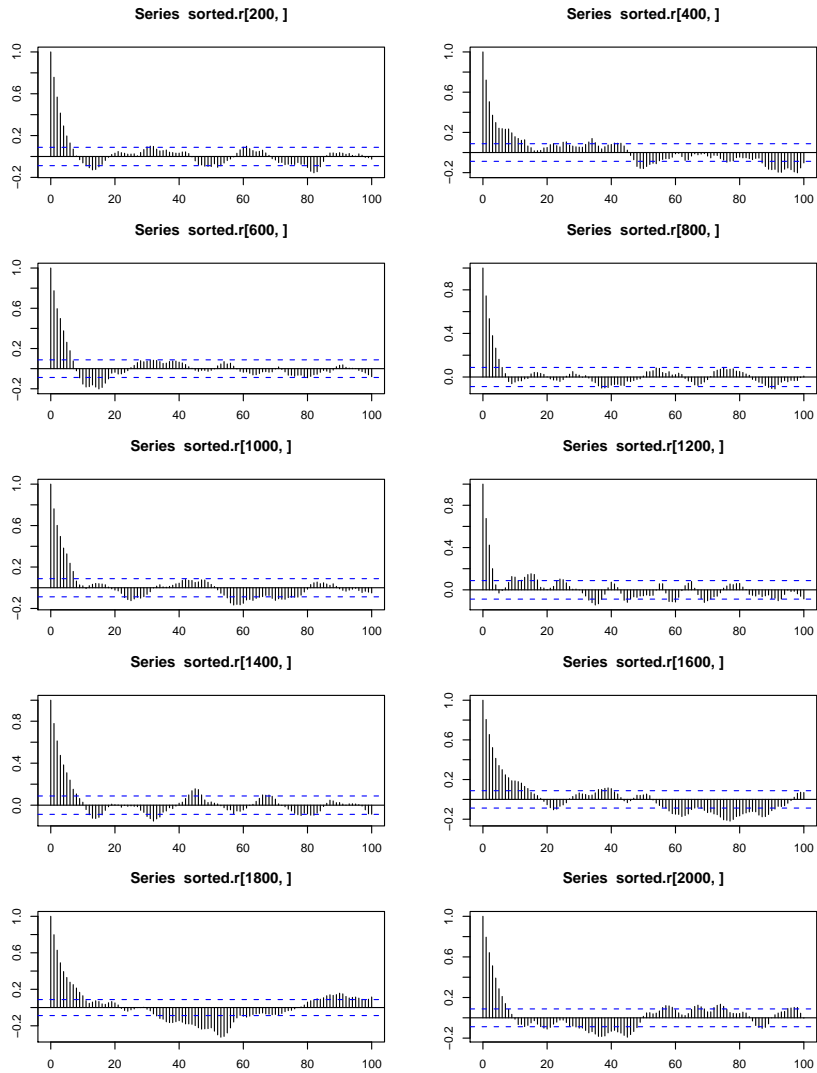 Series sorted.r[200, ]
1.0
0.6
0.2
−0.2
0 20 40 60 80 100
Series sorted.r[400, ]
1.0
0.6
0.2
−0.2
0 20 40 60 80 100
Series sorted.r[600, ]
1.0
0.6
0.2
−0.2
0 20 40 60 80 100
Series sorted.r[800, ]
0.8
0.4
0.0
0 20 40 60 80 100
Series sorted.r[1000, ]
1.0
0.6
0.2
−0.2
0 20 40 60 80 100
Series sorted.r[1200, ]
0.8
0.4
0.0
0 20 40 60 80 100
Series sorted.r[1400, ]
0.8
0.4
0.0
0 20 40 60 80 100
Series sorted.r[1600, ]
1.0
0.6
0.2
−0.2
0 20 40 60 80 100
Series sorted.r[1800, ]
1.0
0.6
0.2
−0.2
0 20 40 60 80 100
Series sorted.r[2000, ]
1.0
0.6
0.2
−0.2
0 20 40 60 80 100